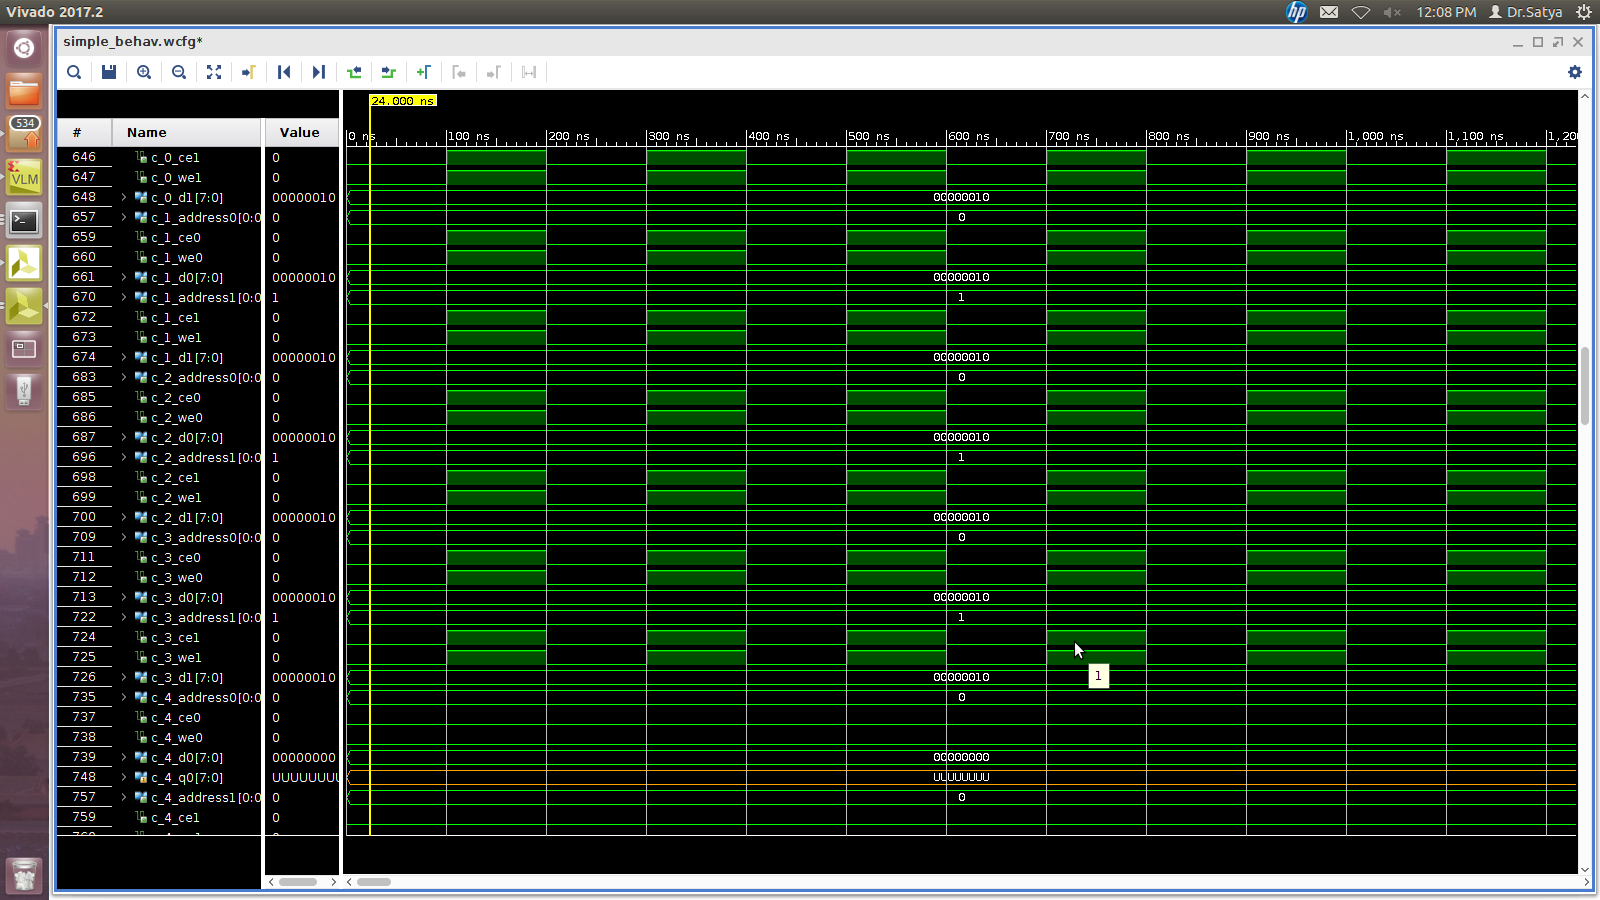 Vivado 2017.2
hp 12:08 PM Dr.Satya
simple_behav.wcfg*
534
VLM
24.000 ns
# Name Value
0 ns 100 ns 200 ns 300 ns 400 ns 500 ns 600 ns 700 ns 800 ns 900 ns 1,000 ns 1,100 ns 1,200
646 c_0_ce1 0
647 c_0_we1 0
648 c_0_d1[7:0] 00000010 00000010
657 c_1_address0[0:0 0 0
659 c_1_ce0 0
660 c_1_we0 0
661 c_1_d0[7:0] 00000010 00000010
670 c_1_address1[0:0 1 1
672 c_1_ce1 0
673 c_1_we1 0
674 c_1_d1[7:0] 00000010 00000010
683 c_2_address0[0:0 0 0
685 c_2_ce0 0
686 c_2_we0 0
687 c_2_d0[7:0] 00000010 00000010
696 c_2_address1[0:0 1 1
698 c_2_ce1 0
699 c_2_we1 0
700 c_2_d1[7:0] 00000010 00000010
709 c_3_address0[0:0 0 0
711 c_3_ce0 0
712 c_3_we0 0
713 c_3_d0[7:0] 00000010 00000010
722 c_3_address1[0:0 1 1
724 c_3_ce1 0
725 c_3_we1 0
1
726 c_3_d1[7:0] 00000010 00000010
735 c_4_address0[0:0 0 0
737 c_4_ce0 0
738 c_4_we0 0
739 c_4_d0[7:0] 00000000 00000000
748 c_4_q0[7:0] UUUUUUUU UUUUUUUU
757 c_4_address1[0:0 0 0
759 c_4_ce1 0